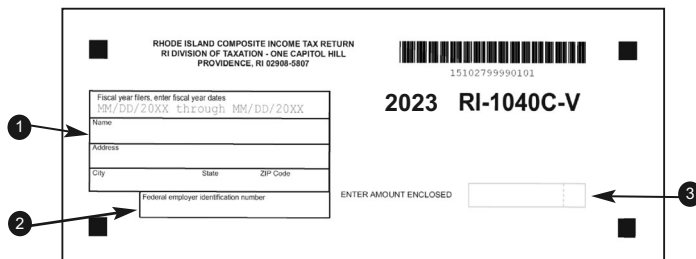 RHODE ISLAND COMPOSITE INCOME TAX RETURN
RI DIVISION OF TAXATION - ONE CAPITOL HILL
PROVIDENCE, RI 02908-5807
15102799990101
2023 RI-1040C-V
Fiscal year filers, enter fiscal year dates
MM/DD/20XX through MM/DD/20XX
1
Name
Address
City State ZIP Code
2
Federal employer identification number
ENTER AMOUNT ENCLOSED
3